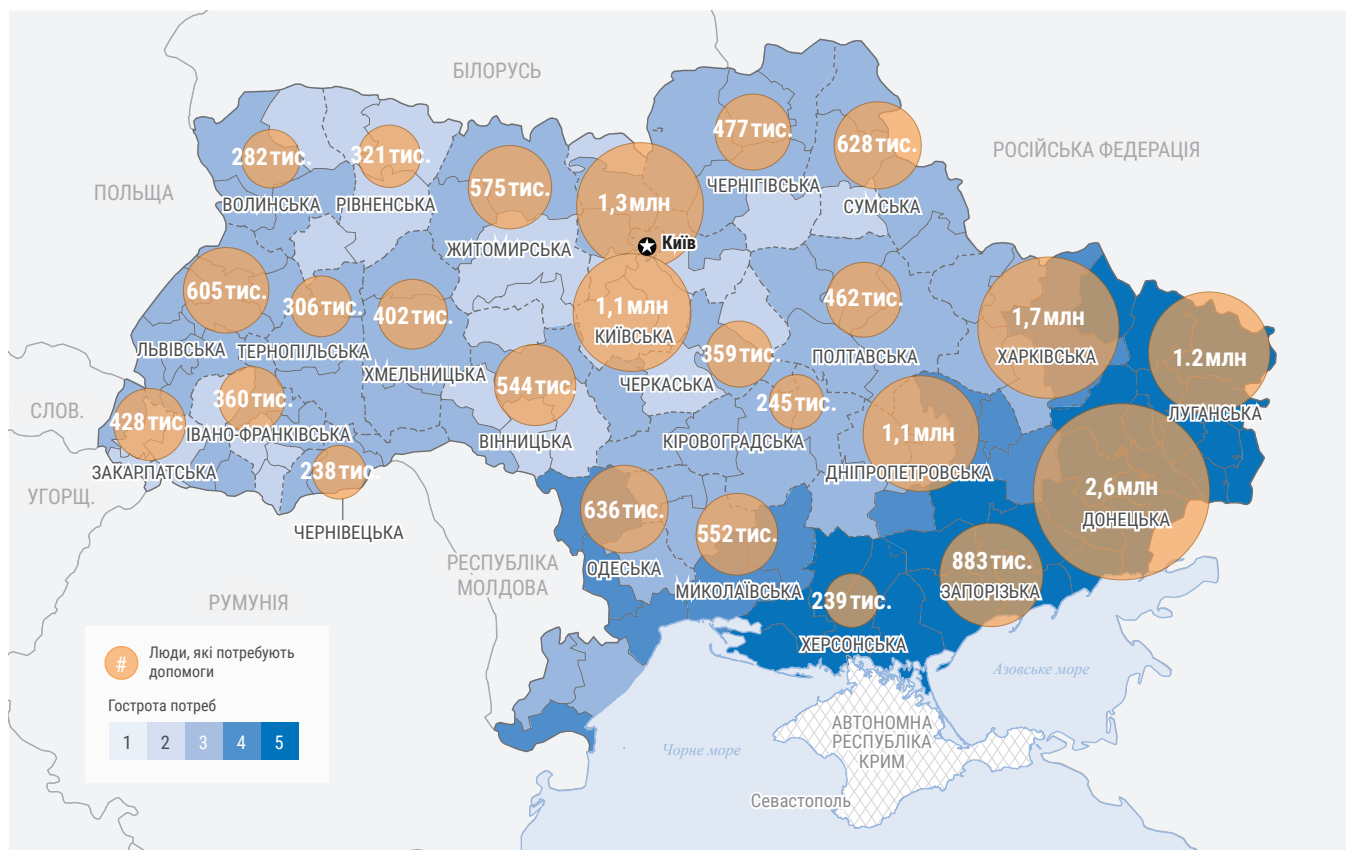 БІЛОРУСЬ
РОСІЙСЬКА ФЕДЕРАЦІЯ
ПОЛЬЩА
СЛОВ.
УГОРЩ.
РУМУНІЯ
РЕСПУБЛІКА
МОЛДОВА
282 тис.
ВОЛИНСЬКА
321 тис.
РІВНЕНСЬКА
575 тис.
ЖИТОМИРСЬКА
1,3 млн
Київ
1,1 млн
КИЇВСЬКА
477 тис.
ЧЕРНІГІВСЬКА
628 тис.
СУМСЬКА
605 тис.
ЛЬВІВСЬКА
306 тис.
ТЕРНОПІЛЬСЬКА
402 тис.
ХМЕЛЬНИЦЬКА
544 тис.
ВІННИЦЬКА
359 тис.
ЧЕРКАСЬКА
462 тис.
ПОЛТАВСЬКА
1,7 млн
ХАРКІВСЬКА
1.2 млн
ЛУГАНСЬКА
428 тис.
ЗАКАРПАТСЬКА
360 тис.
ІВАНО-ФРАНКІВСЬКА
238 тис.
ЧЕРНІВЕЦЬКА
245 тис.
КІРОВОГРАДСЬКА
1,1 млн
ДНІПРОПЕТРОВСЬКА
2,6 млн
ДОНЕЦЬКА
636 тис.
ОДЕСЬКА
552 тис.
МИКОЛАЇВСЬКА
239 тис.
ХЕРСОНСЬКА
883 тис.
ЗАПОРІЗЬКА
Азовське море
Чорне море
АВТОНОМНА
РЕСПУБЛІКА
КРИМ
Севастополь
# Люди, які потребують
допомоги
Гострота потреб
1 2 3 4 5